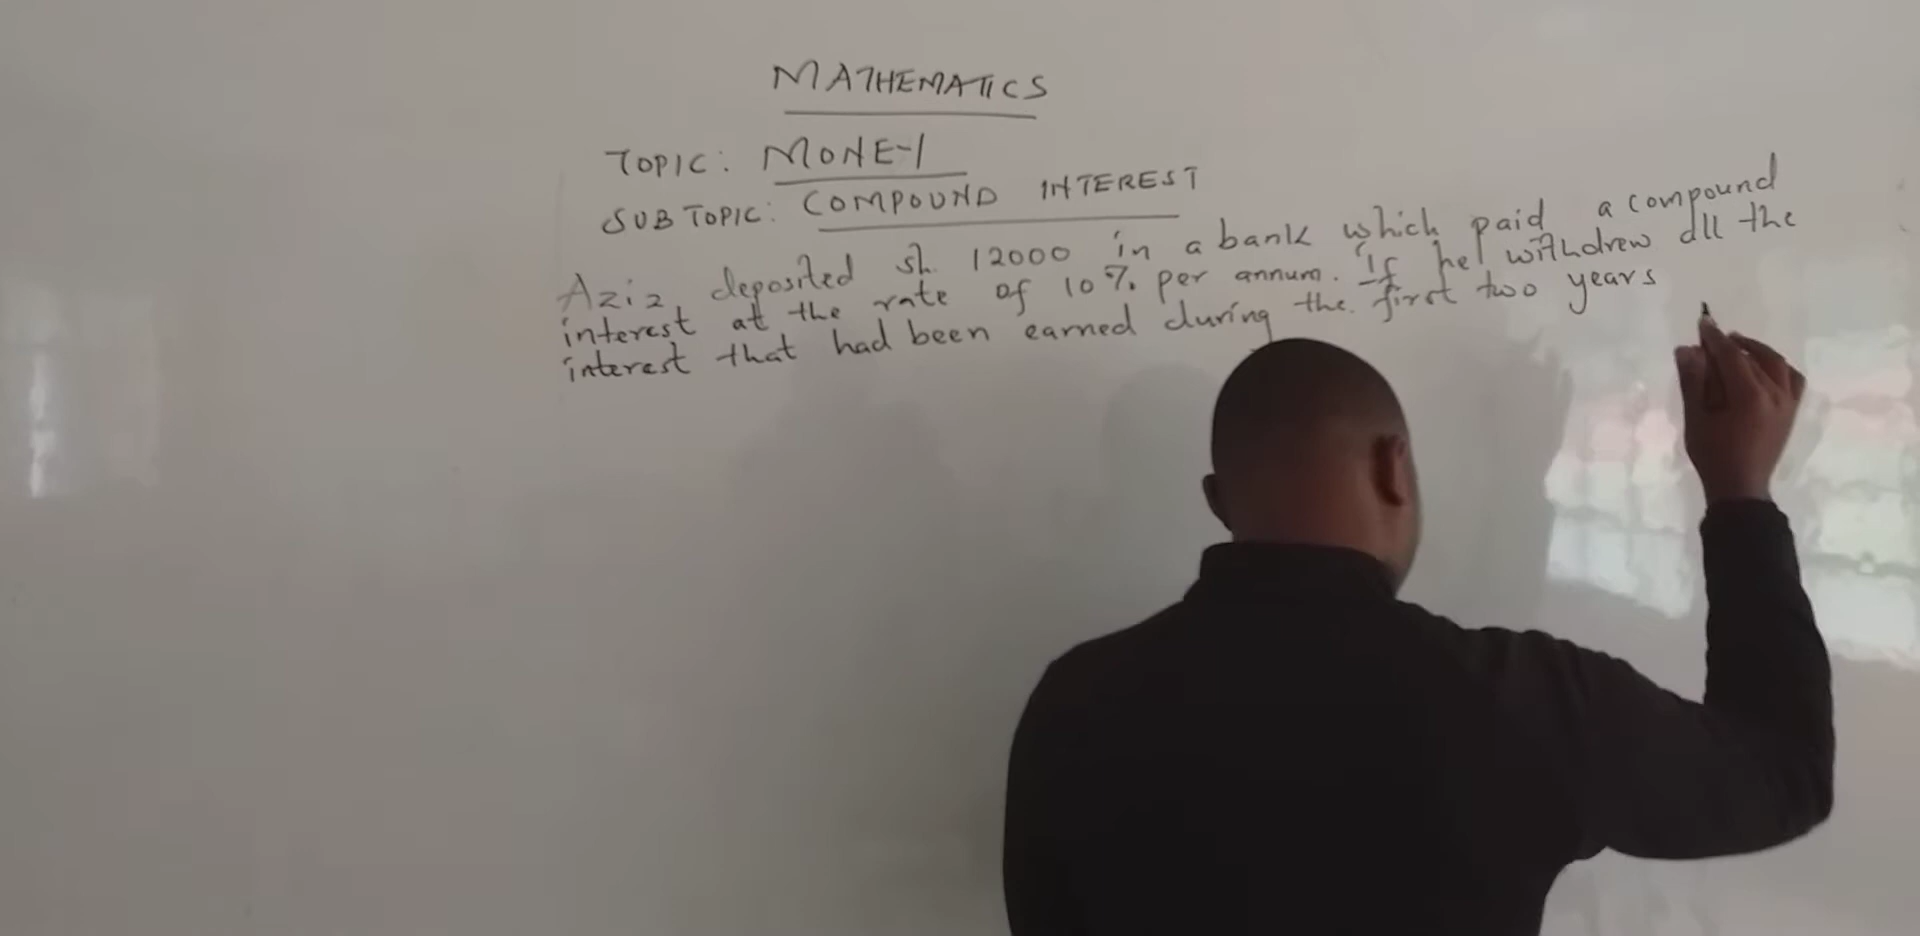 MATHEMATICS
TOPIC: MONEY
SUB TOPIC: COMPOUND INTEREST
Aziz deposited sh. 12000 in a bank which paid a compound
interest at the rate of 10% per annum. If he withdrew all the
interest that had been earned during the first two years